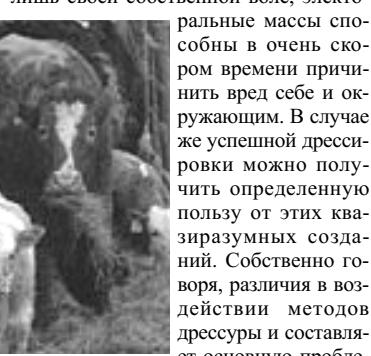 лишь своей собственной воле, электо-
ральные массы спо-
собны в очень ско-
ром времени причи-
нить вред себе и ок-
ружающим. В случае
же успешной дресси-
ровки можно полу-
чить определенную
пользу от этих ква-
зиразумных созда-
ний. Собственно го-
воря, различия в воз-
действии методов
дрессуры и составля-
ет основную пробле-